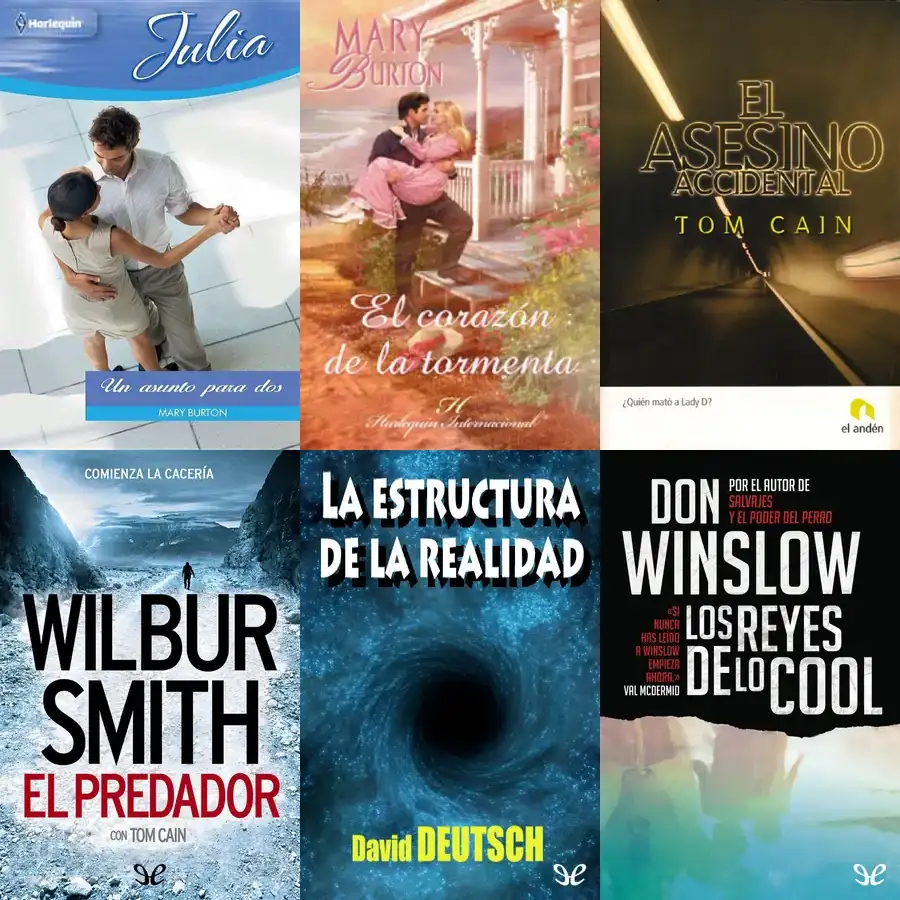 Harlequin
Julia
Un asunto para dos
MARY BURTON
MARY
BURTON
El corazón
de la tormenta
H
Harlequin Internacional
EL
ASESINO
ACCIDENTAL
TOM CAIN
¿Quién mató a Lady D?
el andén
COMIENZA LA CACERÍA
WILBUR
SMITH
EL PREDADOR
CON TOM CAIN
LA ESTRUCTURA
DE LA REALIDAD
David DEUTSCH
DON
WINSLOW
POR EL AUTOR DE
SALVAJES
Y EL PODER DEL PERRO
«SI
NUNCA
HAS LEÍDO
A WINSLOW
EMPIEZA
AHORA.»
VAL MCDERMID
LOS REYES
DE LO COOL